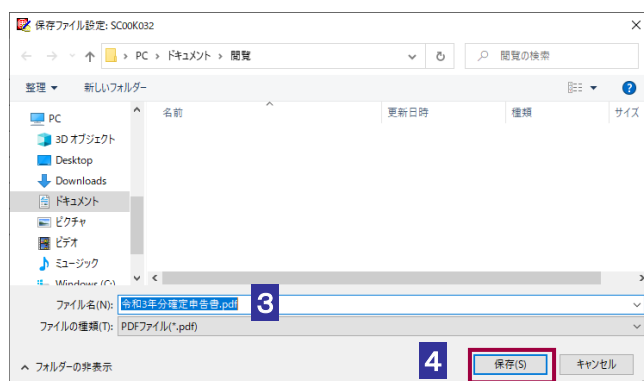 保存ファイル設定: SC00K032
PC › ドキュメント › 閲覧
閲覧の検索
整理 新しいフォルダー
名前 更新日時 種類 サイズ
PC
3D オブジェクト
Desktop
Downloads
ドキュメント
ピクチャ
ビデオ
ミュージック
Windows (C:)
ファイル名(N): 令和3年分確定申告書.pdf
3
ファイルの種類(T): PDFファイル(*.pdf)
フォルダーの非表示
4
保存(S) キャンセル